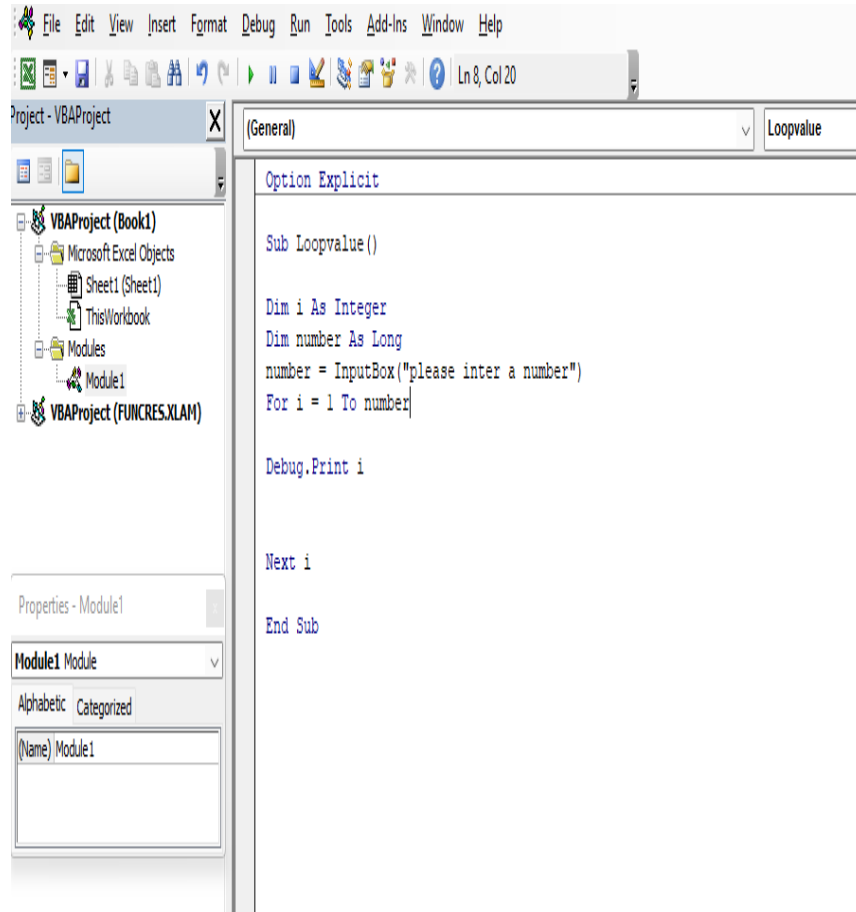 File Edit View Insert Format Debug Run Tools Add-Ins Window Help
Ln 8, Col 20
Project - VBAProject
X
(General)
Loopvalue
VBAProject (Book1)
Microsoft Excel Objects
Sheet1 (Sheet1)
ThisWorkbook
Modules
Module1
VBAProject (FUNCRES.XLAM)
Option Explicit
Sub Loopvalue()
Dim i As Integer
Dim number As Long
number = InputBox("please inter a number")
For i = 1 To number
Debug.Print i
Next i
End Sub
Properties - Module1
x
Module1 Module
Alphabetic Categorized
(Name) Module1